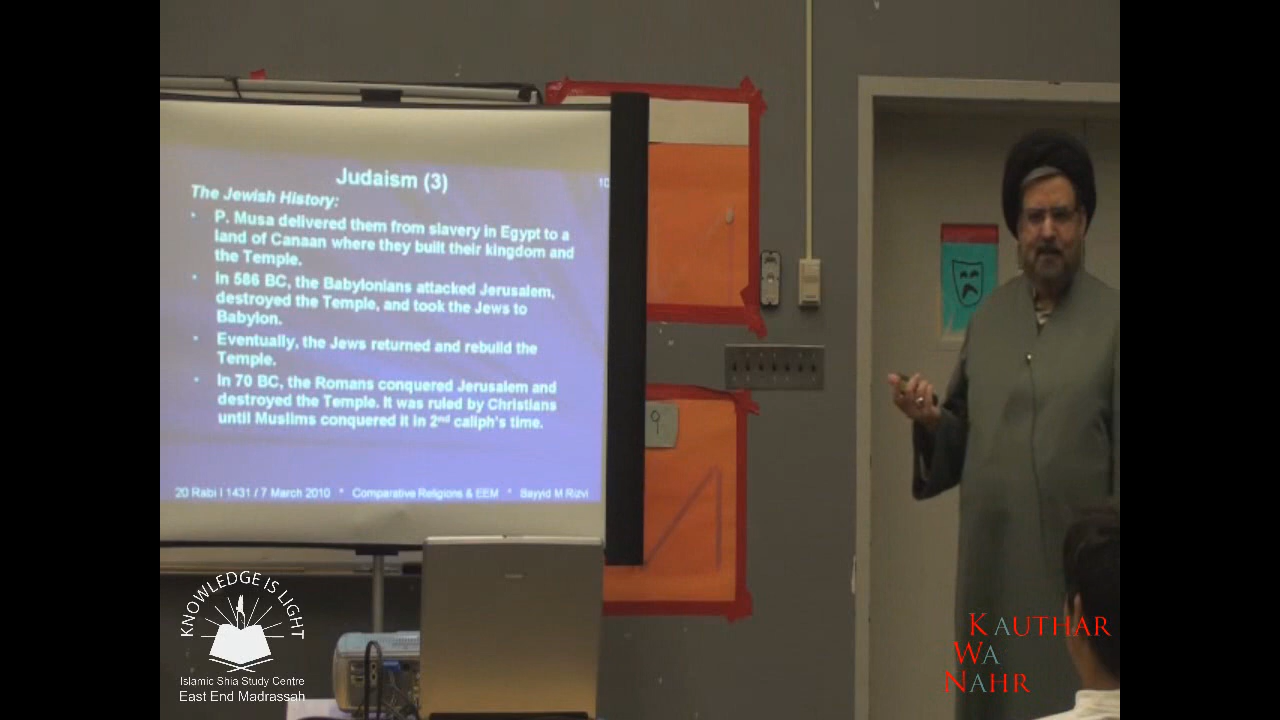 Judaism (3)
10
The Jewish History:
• P. Musa delivered them from slavery in Egypt to a
land of Canaan where they built their kingdom and
the Temple.
• In 586 BC, the Babylonians attacked Jerusalem,
destroyed the Temple, and took the Jews to
Babylon.
• Eventually, the Jews returned and rebuild the
Temple.
• In 70 BC, the Romans conquered Jerusalem and
destroyed the Temple. It was ruled by Christians
until Muslims conquered it in 2nd caliph's time.
20 Rabi I 1431 / 7 March 2010 * Comparative Religions & EEM * Sayyid M Rizvi
9
KNOWLEDGE IS LIGHT
Islamic Shia Study Centre
East End Madrassah
KAUTHAR
WA
NAHR